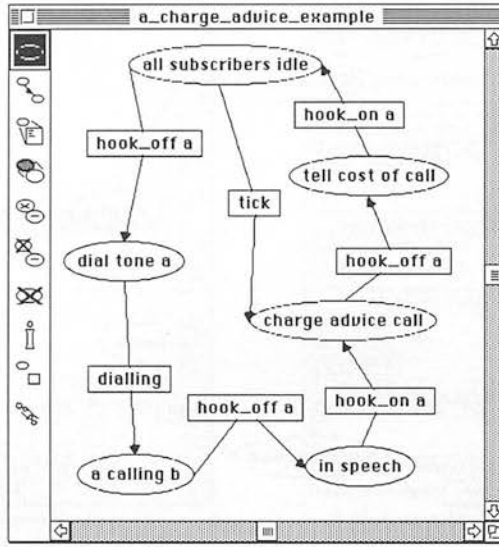 a_charge_advice_example
all subscribers idle
hook_on a
hook_off a
tell cost of call
tick
dial tone a
hook_off a
charge advice call
dialling
hook_off a
hook_on a
a calling b
in speech